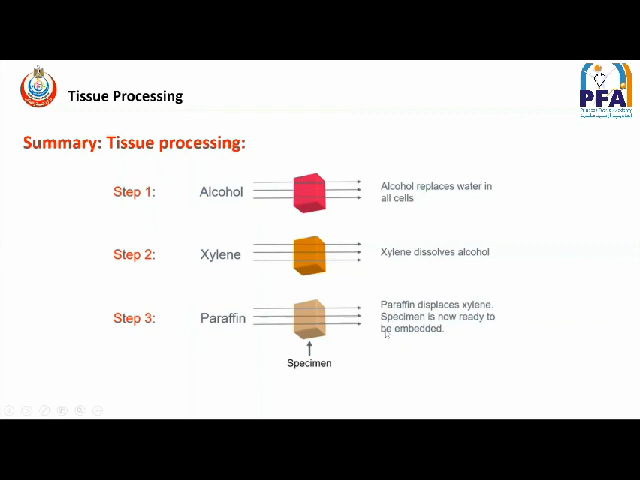 Tissue Processing
PFA
Summary: Tissue processing:
Step 1:
Alcohol
Alcohol replaces water in
all cells
Step 2:
Xylene
Xylene dissolves alcohol
Step 3:
Paraffin
Paraffin displaces xylene.
Specimen is now ready to
be embedded.
Specimen